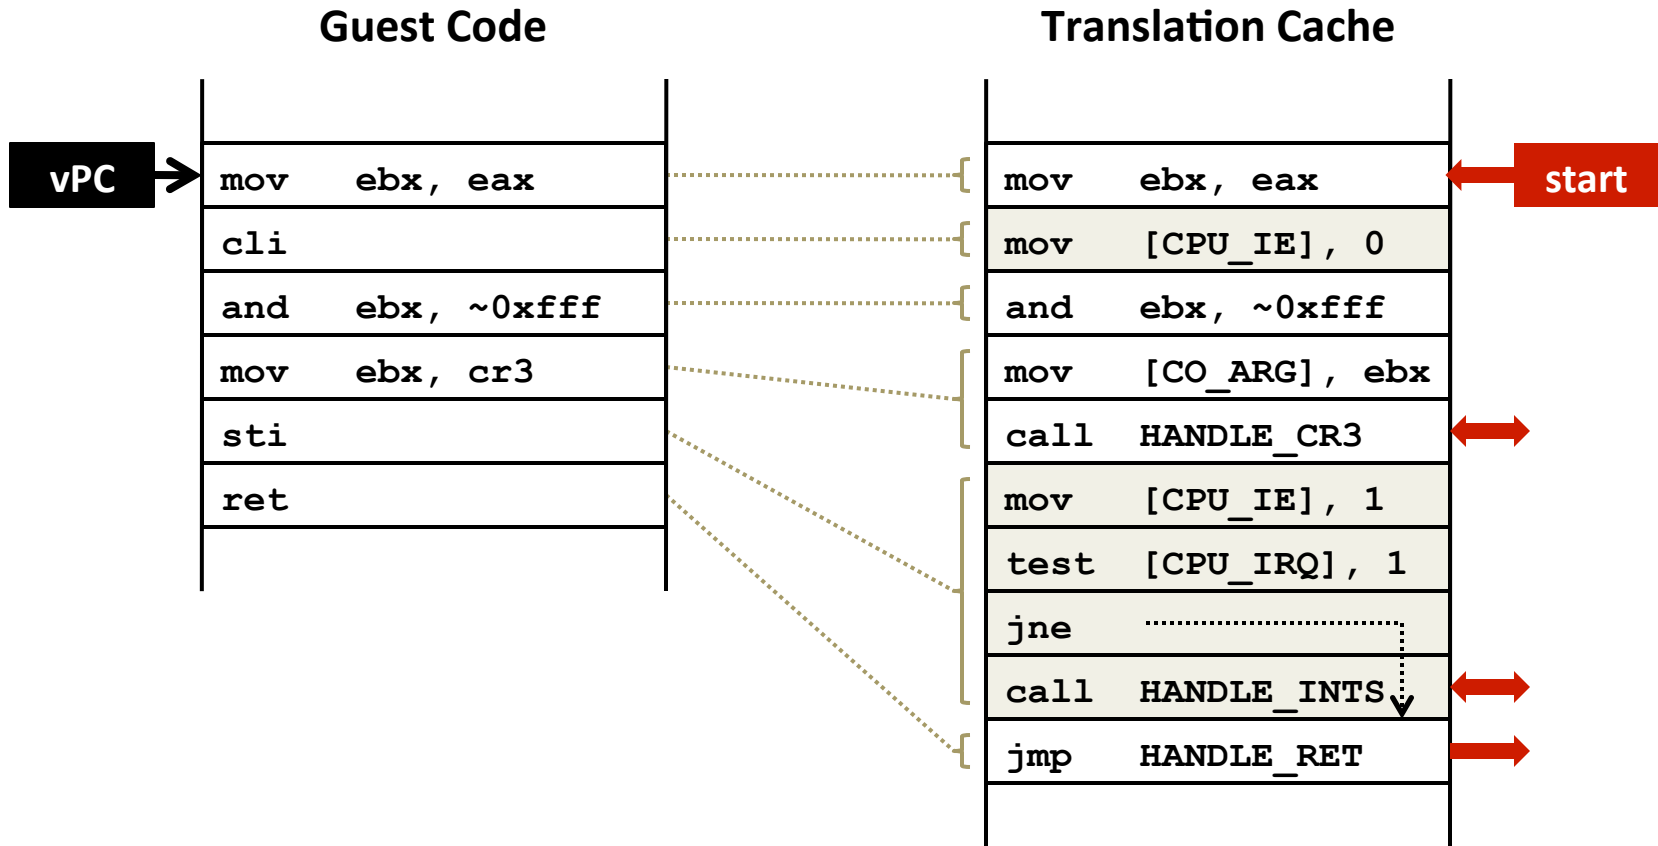 Guest Code
Translation Cache
vPC
mov ebx, eax
cli
and ebx, ~0xfff
mov ebx, cr3
sti
ret
mov ebx, eax
mov [CPU_IE], 0
and ebx, ~0xfff
mov [CO_ARG], ebx
call HANDLE_CR3
mov [CPU_IE], 1
test [CPU_IRQ], 1
jne
call HANDLE_INTS
jmp HANDLE_RET
start